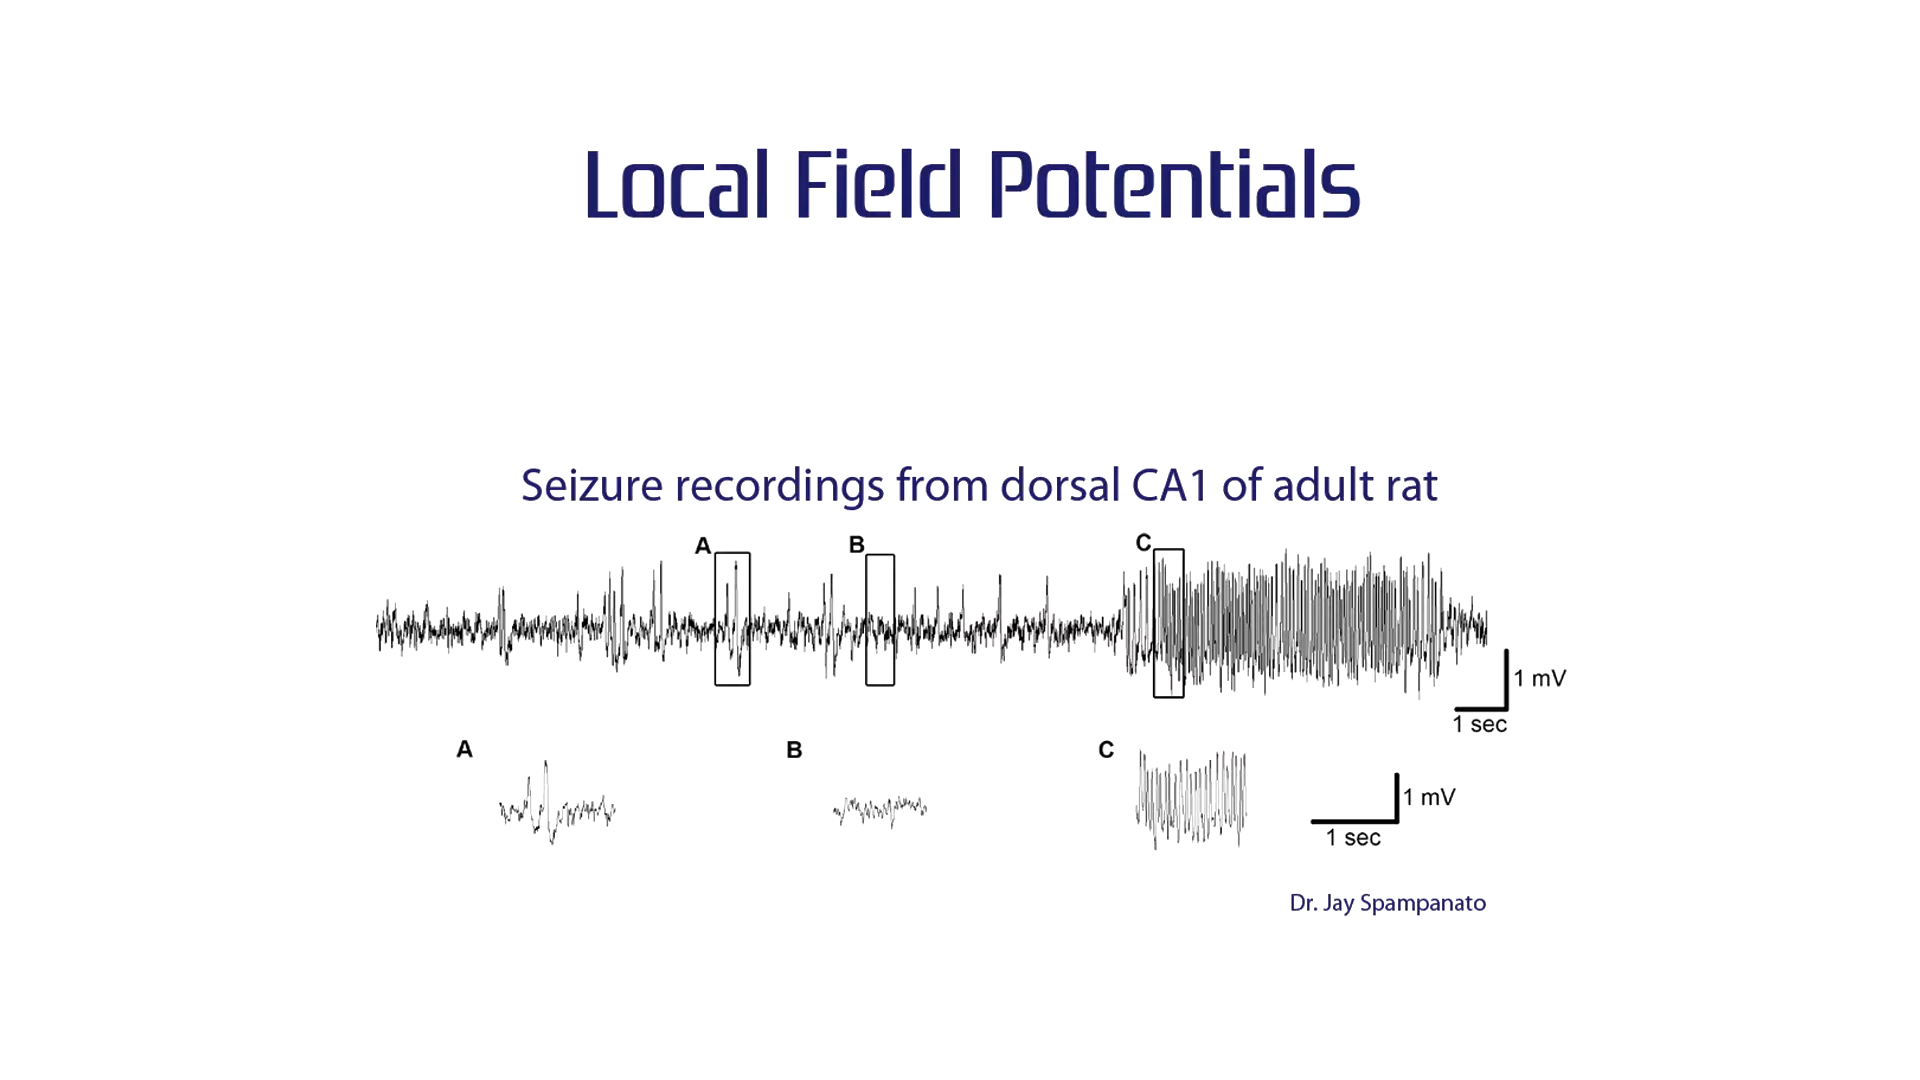 Local Field Potentials
Seizure recordings from dorsal CA1 of adult rat
A
B
C
1 mV
1 sec
A
B
C
1 mV
1 sec
Dr. Jay Spampanato